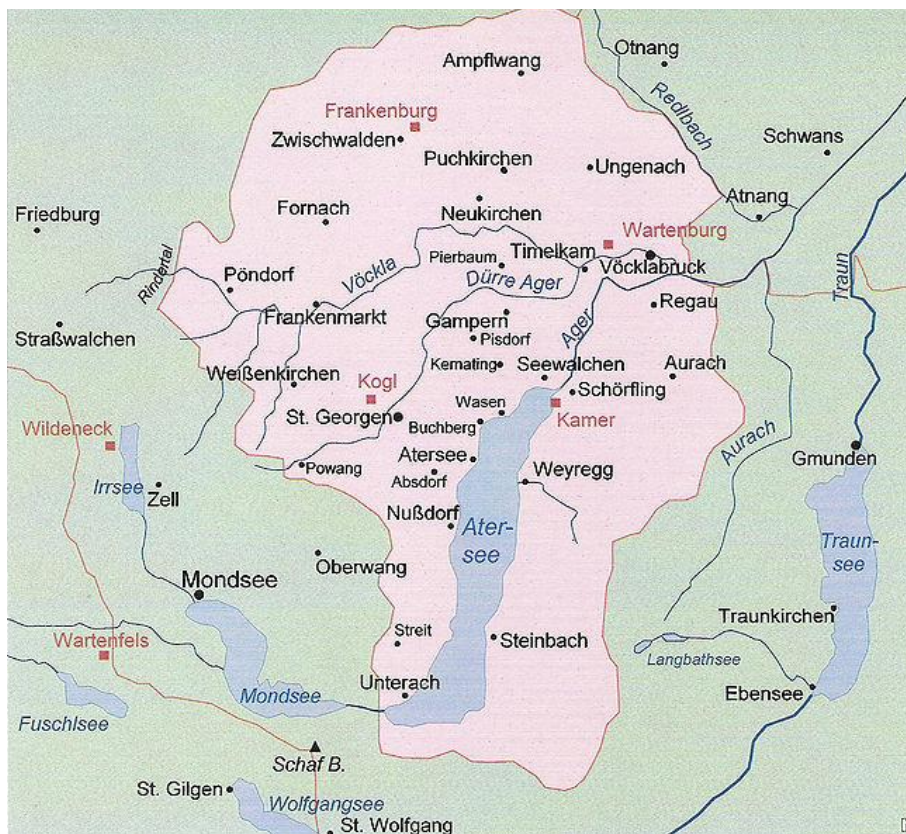 Otnang
Ampflwang
Redlbach
Frankenburg
Schwans
Zwischwalden
Puchkirchen
Ungenach
Atnang
Neukirchen
Friedburg
Fornach
Wartenburg
Timelkam
Pierbaum
Vöcklabruck
Rindertal
Pöndorf
Vöckla
Dürre Ager
Traun
Regau
Frankenmarkt
Gampern
Ager
Straßwalchen
Pisdorf
Kemating
Seewalchen
Aurach
Weißenkirchen
Kogl
Schörfling
Wasen
St. Georgen
Kamer
Buchberg
Wildeneck
Aurach
Atersee
Gmunden
Powang
Absdorf
Weyregg
Irrsee
Zell
Nußdorf
Ater-
see
Traun-
see
Oberwang
Mondsee
Traunkirchen
Wartenfels
Streit
Steinbach
Langbathsee
Unterach
Mondsee
Ebensee
Fuschlsee
Schaf B.
St. Gilgen
Wolfgangsee
St. Wolfgang